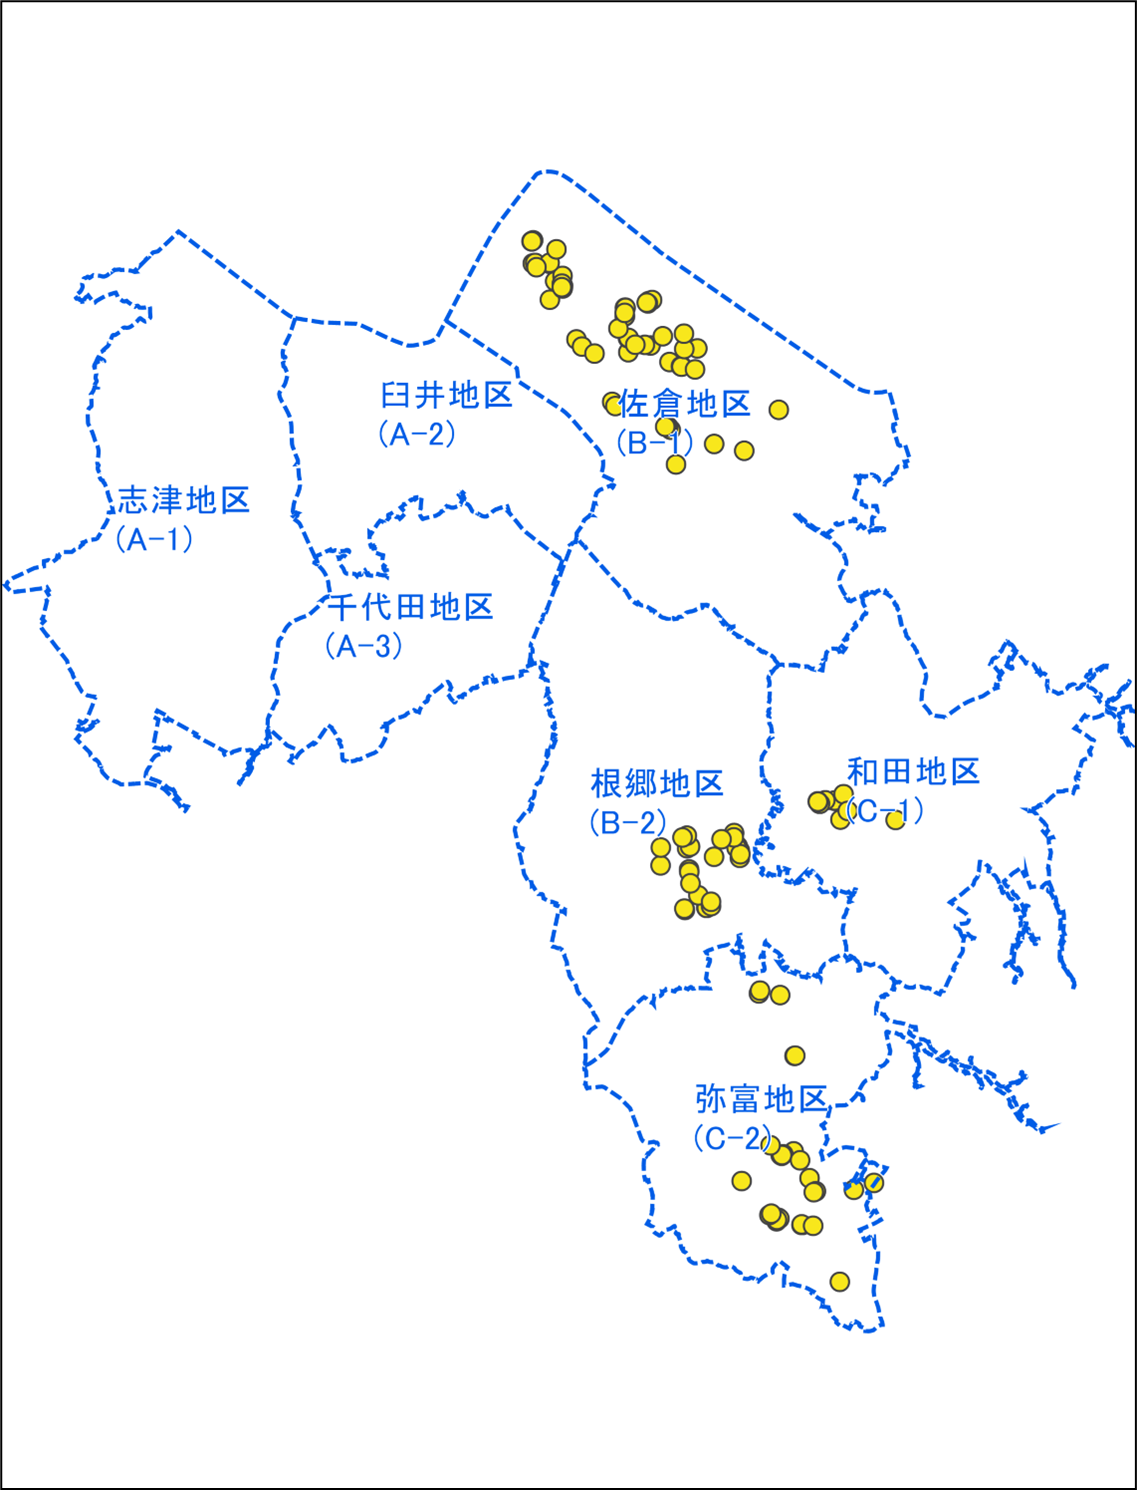 臼井地区
(A-2)
佐倉地区
(B-1)
志津地区
(A-1)
千代田地区
(A-3)
根郷地区
(B-2)
和田地区
(C-1)
弥富地区
(C-2)